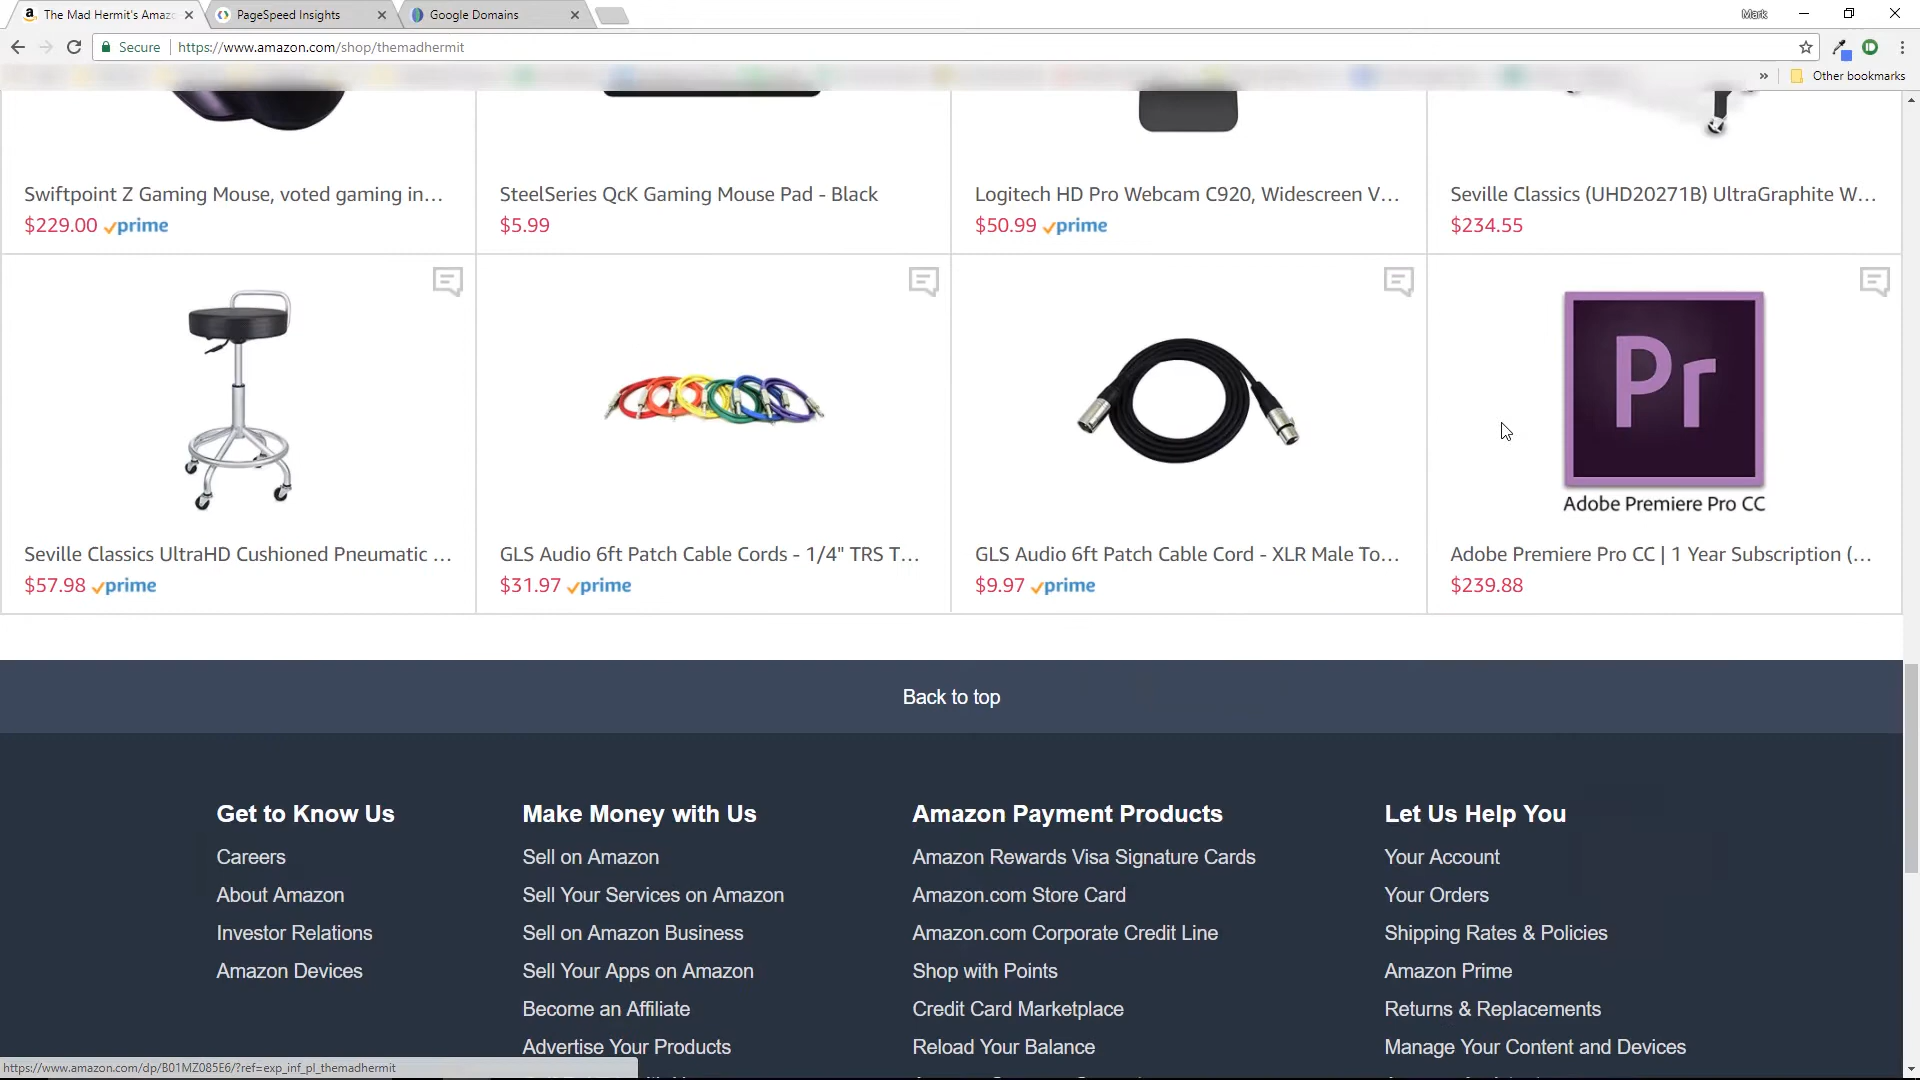 The Mad Hermit's Amaz
PageSpeed Insights
Google Domains
Mark
Secure
https://www.amazon.com/shop/themadhermit
» Other bookmarks
Swiftpoint Z Gaming Mouse, voted gaming in...
$229.00 prime
SteelSeries QcK Gaming Mouse Pad - Black
$5.99
Logitech HD Pro Webcam C920, Widescreen V...
$50.99 prime
Seville Classics (UHD20271B) UltraGraphite W...
$234.55
Pr
Adobe Premiere Pro CC
Seville Classics UltraHD Cushioned Pneumatic ...
$57.98 prime
GLS Audio 6ft Patch Cable Cords - 1/4" TRS T...
$31.97 prime
GLS Audio 6ft Patch Cable Cord - XLR Male To...
$9.97 prime
Adobe Premiere Pro CC | 1 Year Subscription (...
$239.88
Back to top
Get to Know Us
Careers
About Amazon
Investor Relations
Amazon Devices
Make Money with Us
Sell on Amazon
Sell Your Services on Amazon
Sell on Amazon Business
Sell Your Apps on Amazon
Become an Affiliate
Advertise Your Products
Amazon Payment Products
Amazon Rewards Visa Signature Cards
Amazon.com Store Card
Amazon.com Corporate Credit Line
Shop with Points
Credit Card Marketplace
Reload Your Balance
Let Us Help You
Your Account
Your Orders
Shipping Rates & Policies
Amazon Prime
Returns & Replacements
Manage Your Content and Devices
https://www.amazon.com/dp/B01MZ085E6/?ref=exp_inf_pl_themadhermit